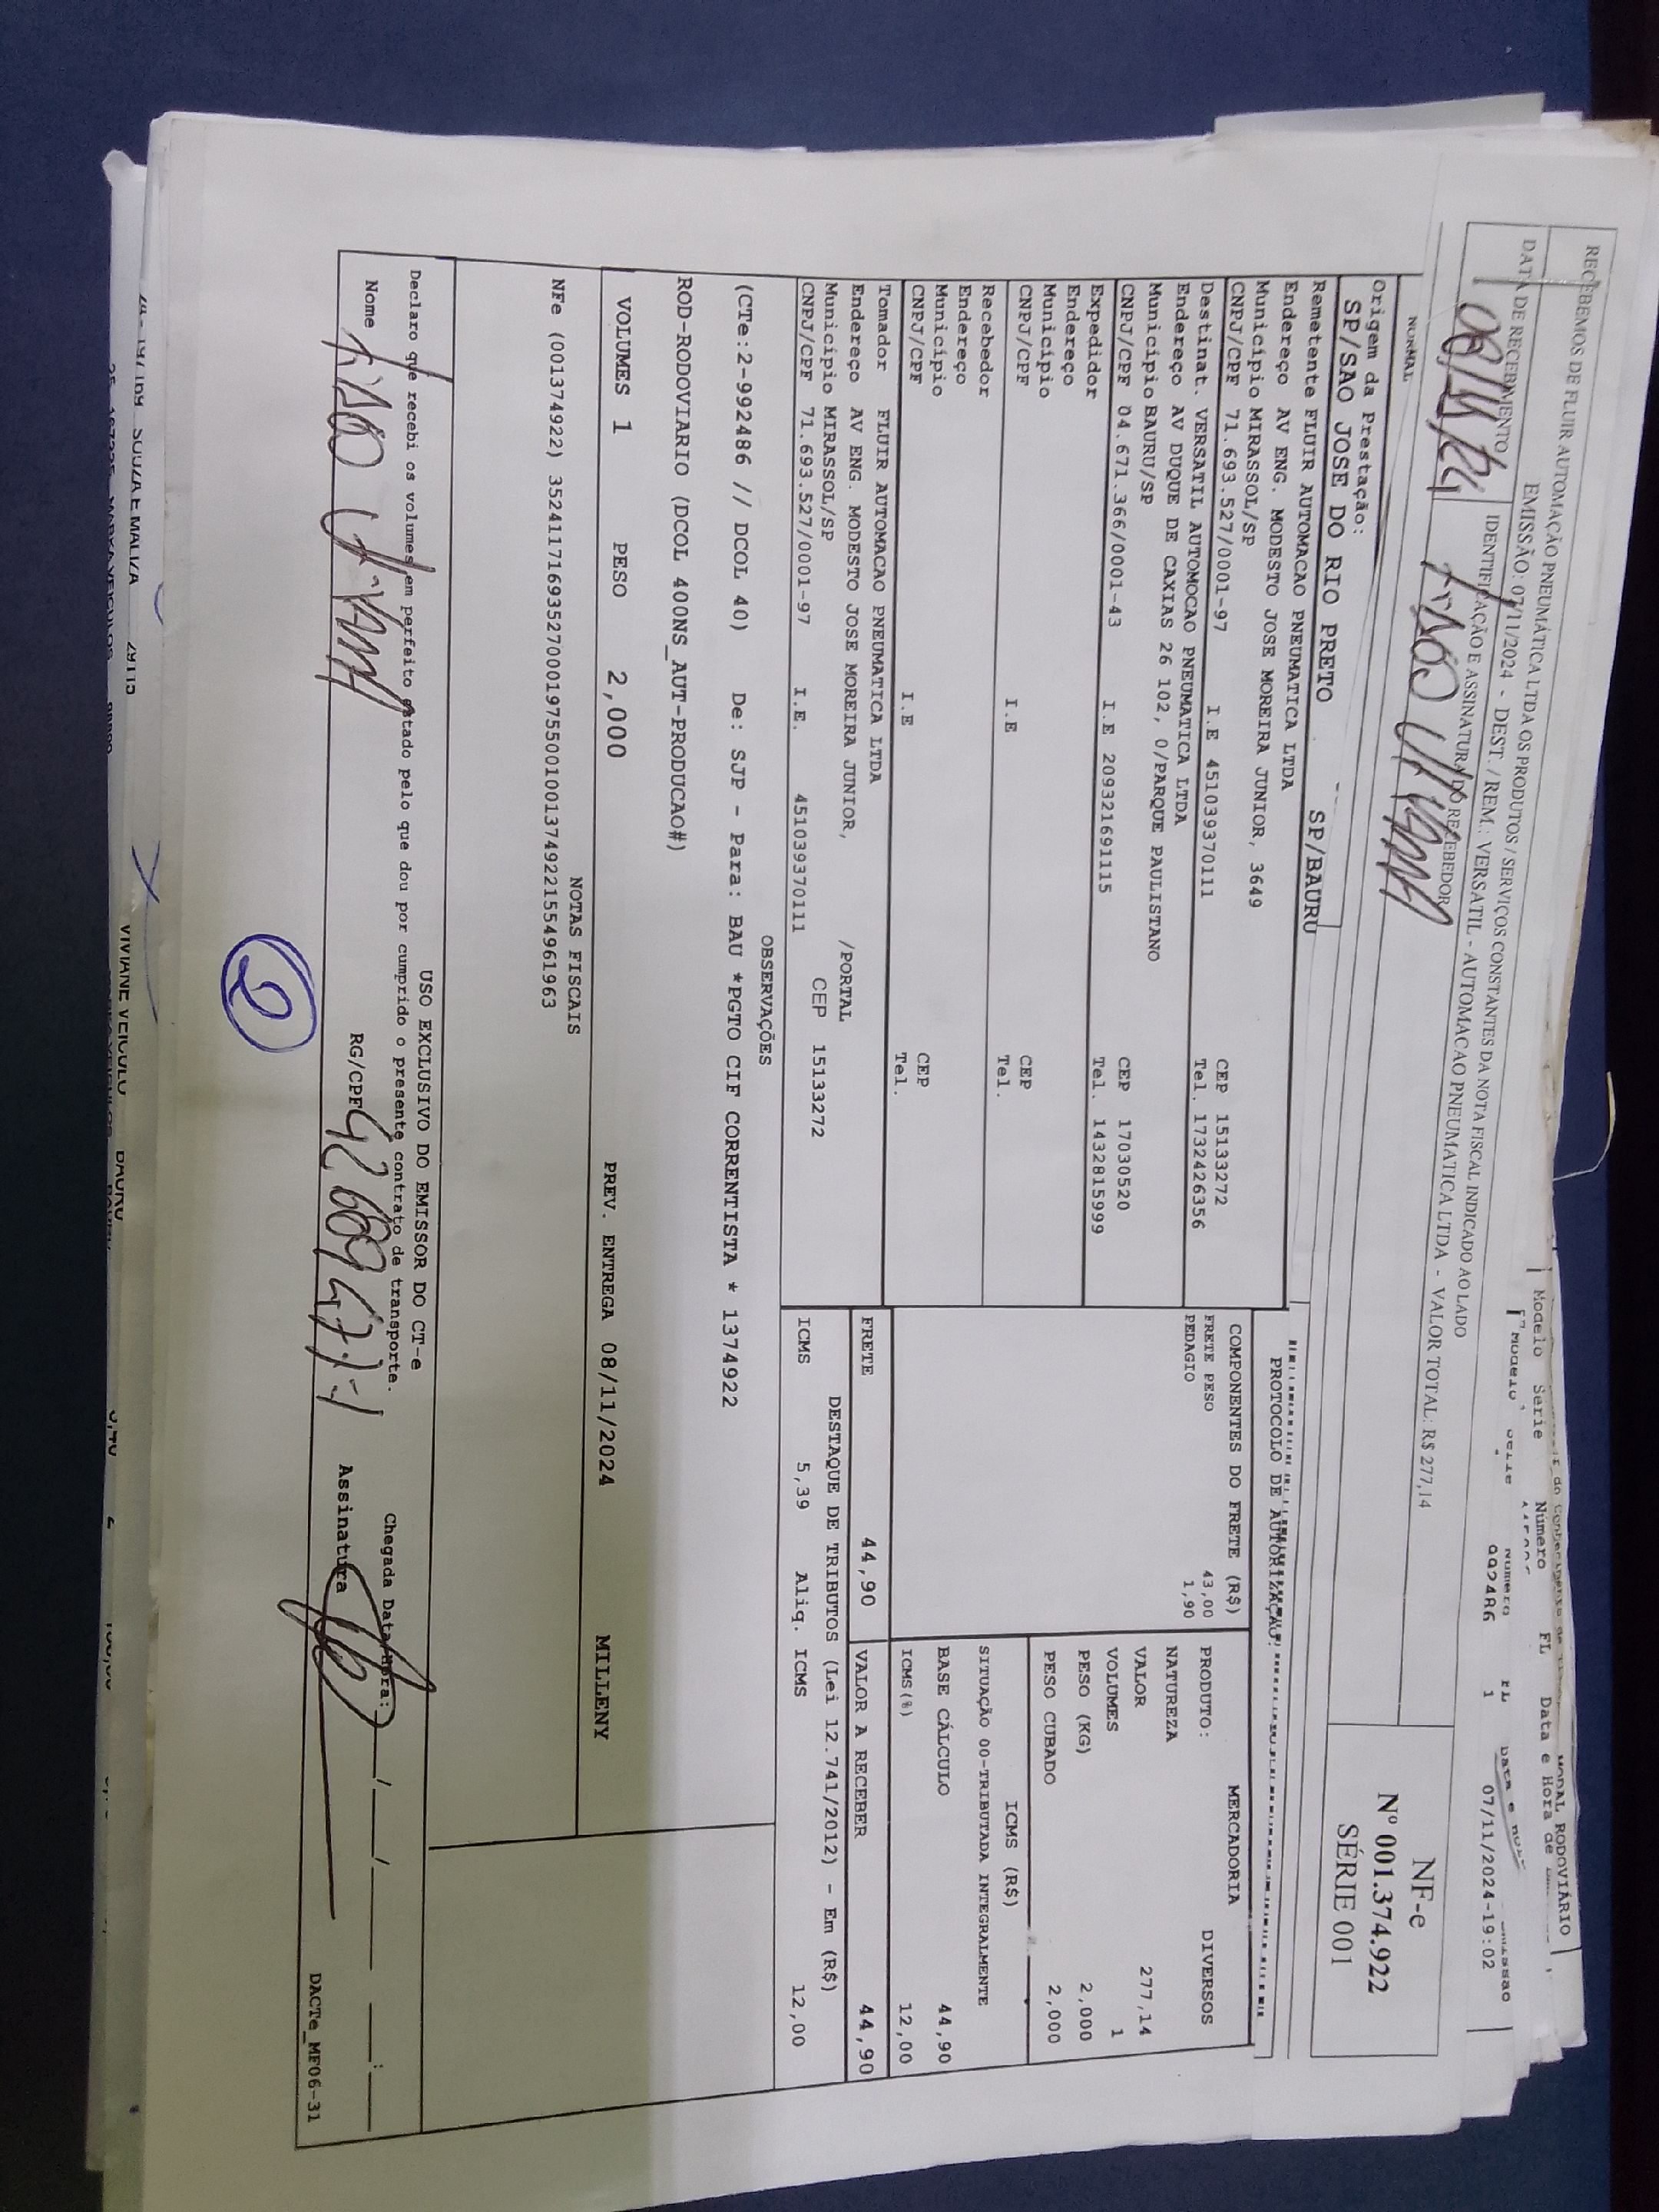 RECEBEMOS DE FLUIR AUTOMAÇÃO PNEUMÁTICA LTDA OS PRODUTOS / SERVIÇOS CONSTANTES DA NOTA FISCAL INDICADO AO LADO
EMISSÃO: 07/11/2024 - DEST. / REM.: VERSATIL - AUTOMACAO PNEUMATICA LTDA - VALOR TOTAL: R$ 277,14
DATA DE RECEBIMENTO
IDENTIFICAÇÃO E ASSINATURA DO RECEBEDOR
08/11/24
NF-e
Nº 001.374.922
SÉRIE 001
MODAL RODOVIÁRIO
Modelo Serie Número FL Data e Hora de
992486 1 07/11/2024-19:02
NORMAL
Origem da Prestação:
SP/SAO JOSE DO RIO PRETO SP/BAURU
PROTOCOLO DE AUTORIZAÇÃO:
Remetente FLUIR AUTOMACAO PNEUMATICA LTDA
Endereço AV ENG. MODESTO JOSE MOREIRA JUNIOR, 3649
Município MIRASSOL/SP CEP 15133272
CNPJ/CPF 71.693.527/0001-97 I.E 451039370111 Tel. 1732426356
Destinat. VERSATIL AUTOMOCAO PNEUMATICA LTDA
Endereço AV DUQUE DE CAXIAS 26 102, 0/PARQUE PAULISTANO
Município BAURU/SP CEP 17030520
CNPJ/CPF 04.671.366/0001-43 I.E 209321691115 Tel. 1432815999
Expedidor
Endereço
Município CEP
CNPJ/CPF I.E Tel.
Recebedor
Endereço
Município CEP
CNPJ/CPF I.E Tel.
Tomador FLUIR AUTOMACAO PNEUMATICA LTDA
Endereço AV ENG. MODESTO JOSE MOREIRA JUNIOR, /PORTAL
Município MIRASSOL/SP CEP 15133272
CNPJ/CPF 71.693.527/0001-97 I.E. 451039370111
COMPONENTES DO FRETE (R$)
FRETE PESO 43,00
PEDAGIO 1,90
MERCADORIA
PRODUTO: DIVERSOS
NATUREZA
VALOR 277,14
VOLUMES 1
PESO (KG) 2,000
PESO CUBADO 2,000
ICMS (R$)
SITUAÇÃO 00-TRIBUTADA INTEGRALMENTE
BASE CÁLCULO 44,90
ICMS(%) 12,00
FRETE 44,90 VALOR A RECEBER 44,90
DESTAQUE DE TRIBUTOS (Lei 12.741/2012) - Em (R$)
ICMS 5,39 Aliq. ICMS 12,00
OBSERVAÇÕES
(CTe:2-992486 // DCOL 40) De: SJP - Para: BAU *PGTO CIF CORRENTISTA * 1374922
ROD-RODOVIARIO (DCOL 400NS_AUT-PRODUCAO#)
VOLUMES 1 PESO 2,000 PREV. ENTREGA 08/11/2024 MILLENY
NOTAS FISCAIS
NFe (001374922) 35241171693527000197550010013749221554961963
USO EXCLUSIVO DO EMISSOR DO CT-e
Declaro que recebi os volumes em perfeito estado pelo que dou por cumprido o presente contrato de transporte.
Chegada Data/Hora: __/__/____ __:__
Nome RG/CPF Assinatura
DACTe_MF06-31
2
VIVIANE VEICULO BAURU